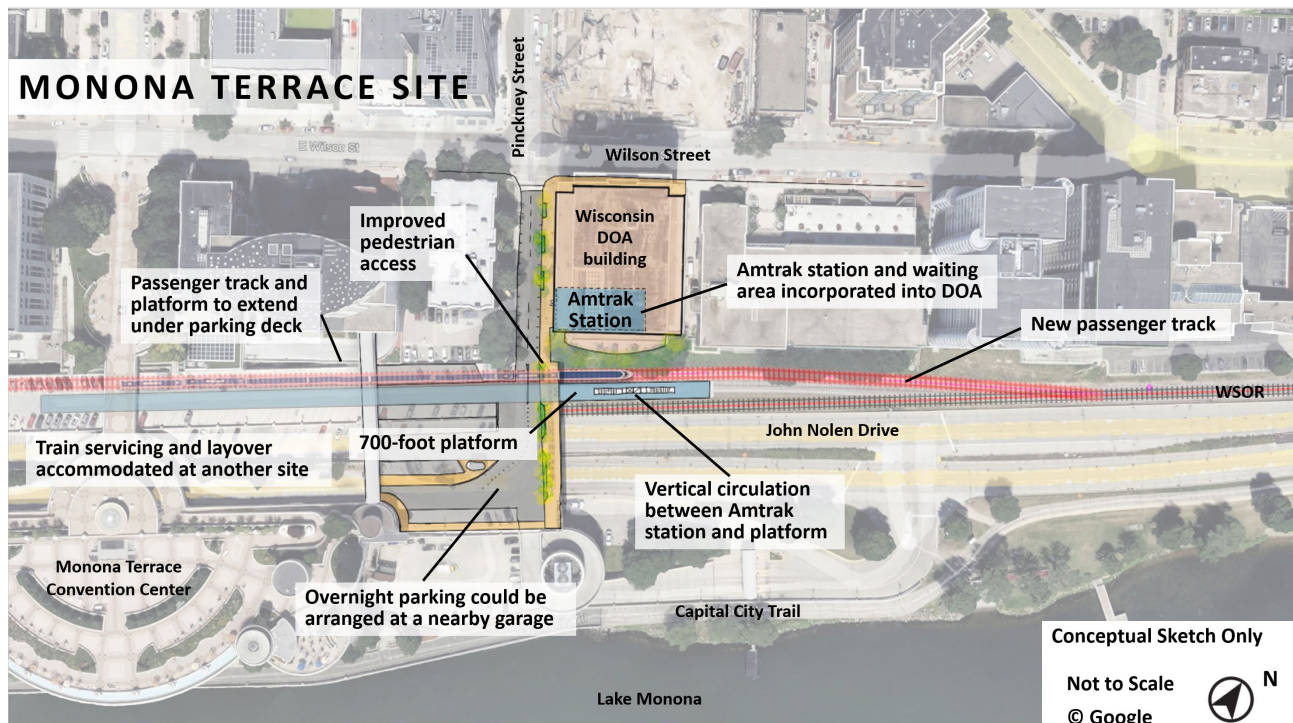 MONONA TERRACE SITE
Pinckney Street
E Wilson St
Wilson Street
Improved
pedestrian
access
Wisconsin
DOA
building
Passenger track and
platform to extend
under parking deck
Amtrak
Station
Amtrak station and waiting
area incorporated into DOA
New passenger track
WSOR
Train servicing and layover
accommodated at another site
700-foot platform
John Nolen Drive
Vertical circulation
between Amtrak
station and platform
Monona Terrace
Convention Center
Overnight parking could be
arranged at a nearby garage
Capital City Trail
Lake Monona
Conceptual Sketch Only
Not to Scale
N
© Google